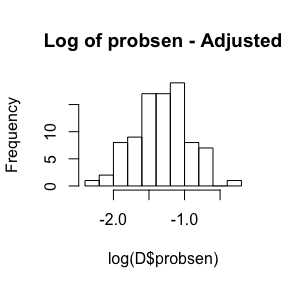 Log of probsen - Adjusted
Frequency
10
5
0
-2.0 -1.0
log(D$probsen)